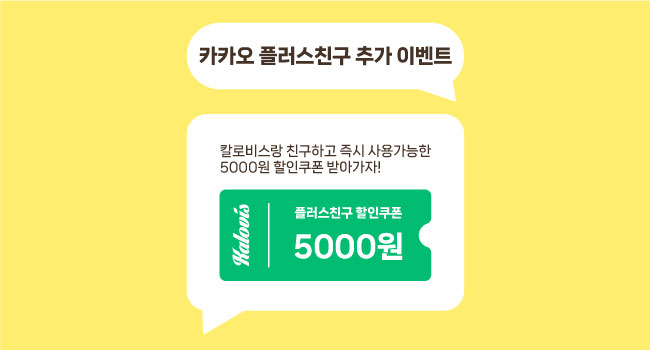 카카오 플러스친구 추가 이벤트
칼로비스랑 친구하고 즉시 사용가능한
5000원 할인쿠폰 받아가자!
Kalovis
플러스친구 할인쿠폰
5000원